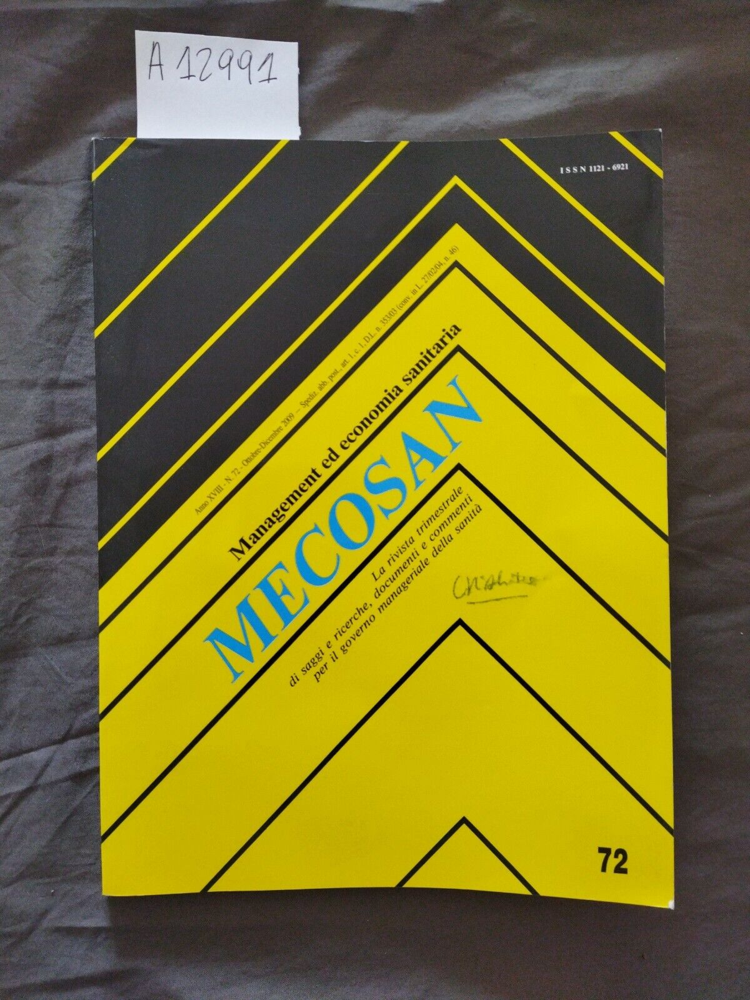 A12991
ISSN 1121 - 6921
Anno XVIII - N. 72 - Ottobre-Dicembre 2009 — Spediz. abb. post., art. 1, c. 1, D.L. n. 353/03 (conv. in L. 27/02/04, n. 46)
Management ed economia sanitaria
MECOSAN
La rivista trimestrale
di saggi e ricerche, documenti e commenti
per il governo manageriale della sanità
72